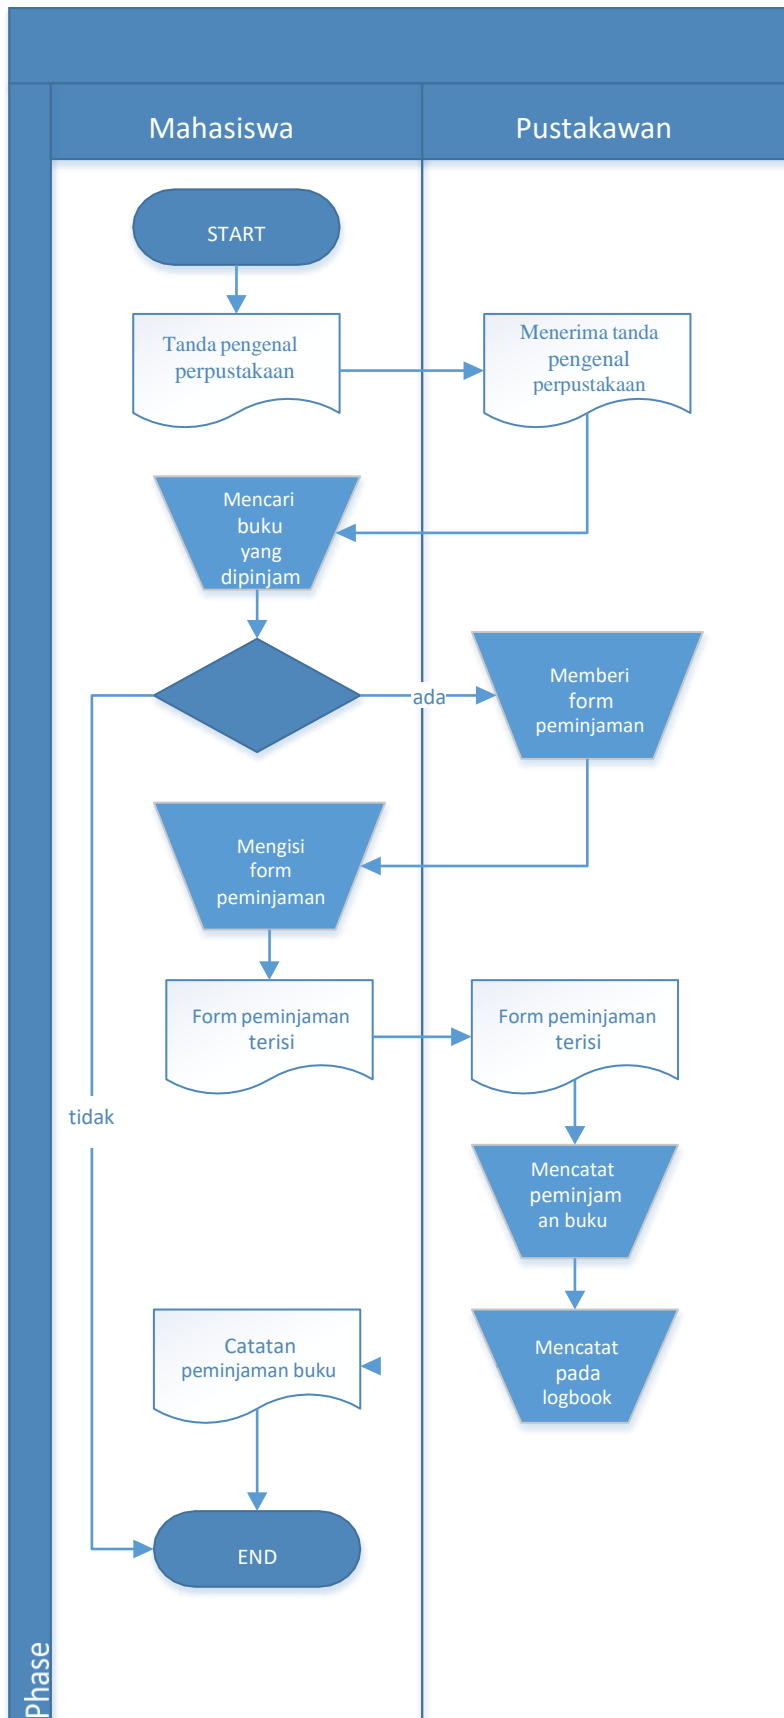 Mahasiswa
Pustakawan
START
Tanda pengenal
perpustakaan
Menerima tanda
pengenal
perpustakaan
Mencari
buku
yang
dipinjam
ada
Memberi
form
peminjaman
Mengisi
form
peminjaman
Form peminjaman
terisi
Form peminjaman
terisi
tidak
Mencatat
peminjam
an buku
Catatan
peminjaman buku
Mencatat
pada
logbook
END
Phase